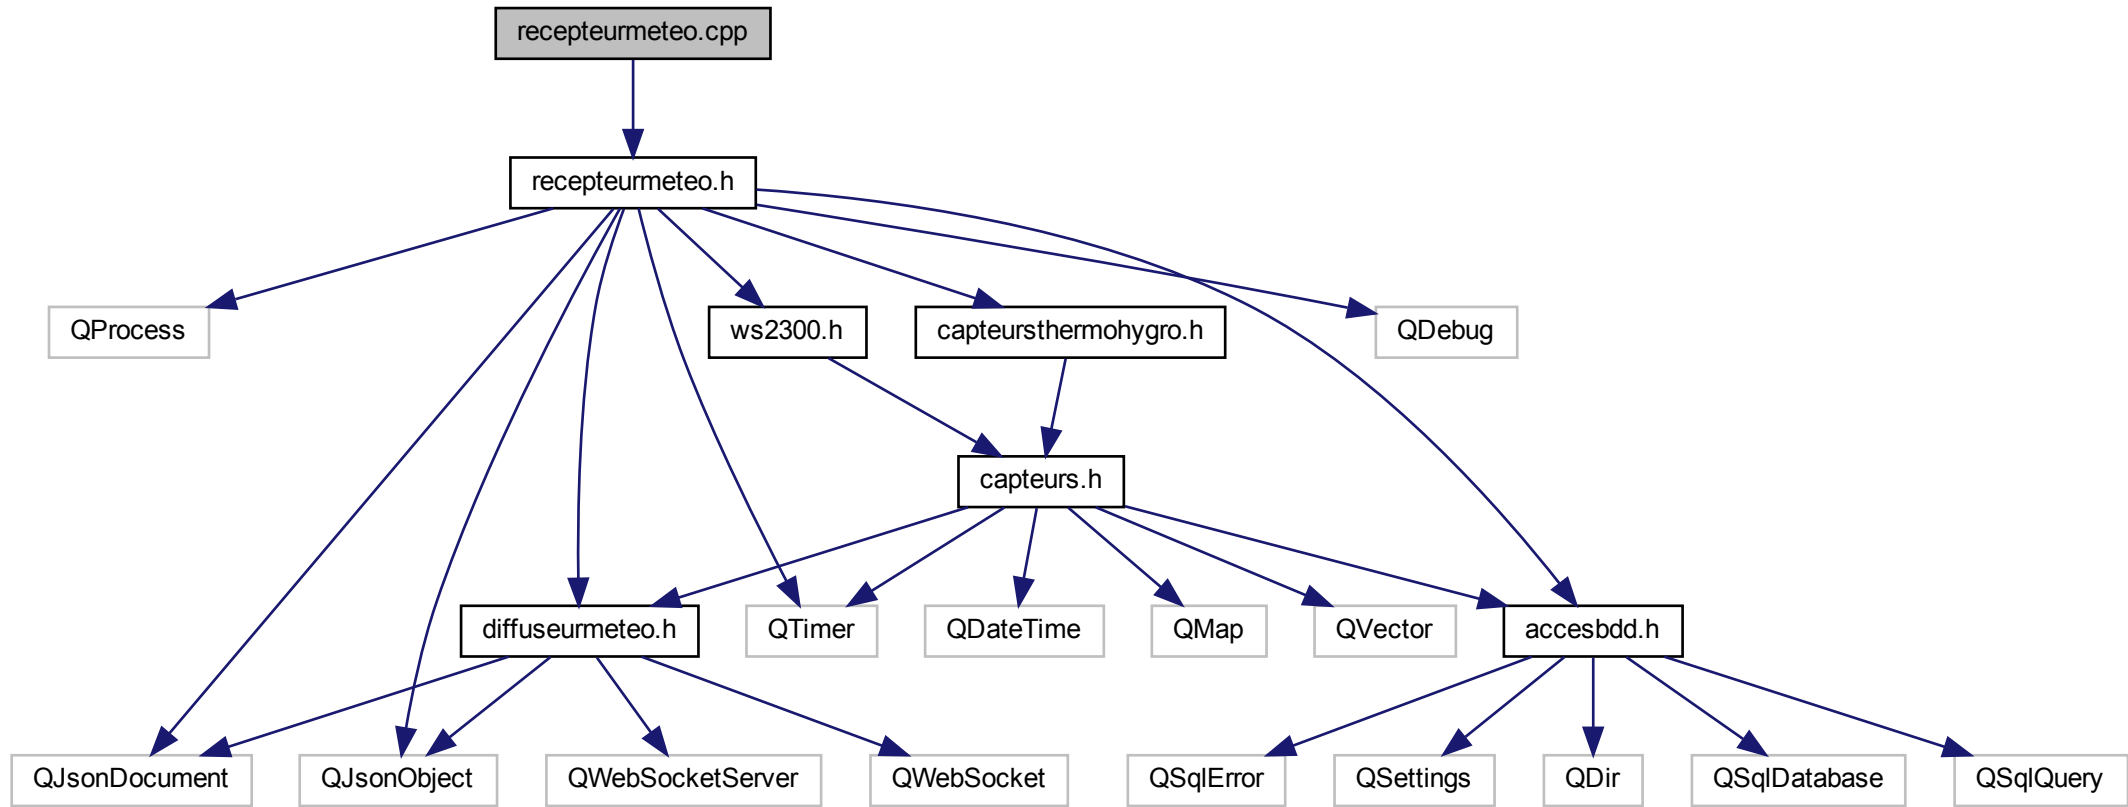 recepteurmeteo.cpp
recepteurmeteo.h
QProcess
ws2300.h
capteursthermohygro.h
QDebug
capteurs.h
diffuseurmeteo.h
QTimer
QDateTime
QMap
QVector
accesbdd.h
QJsonDocument
QJsonObject
QWebSocketServer
QWebSocket
QSqlError
QSettings
QDir
QSqlDatabase
QSqlQuery